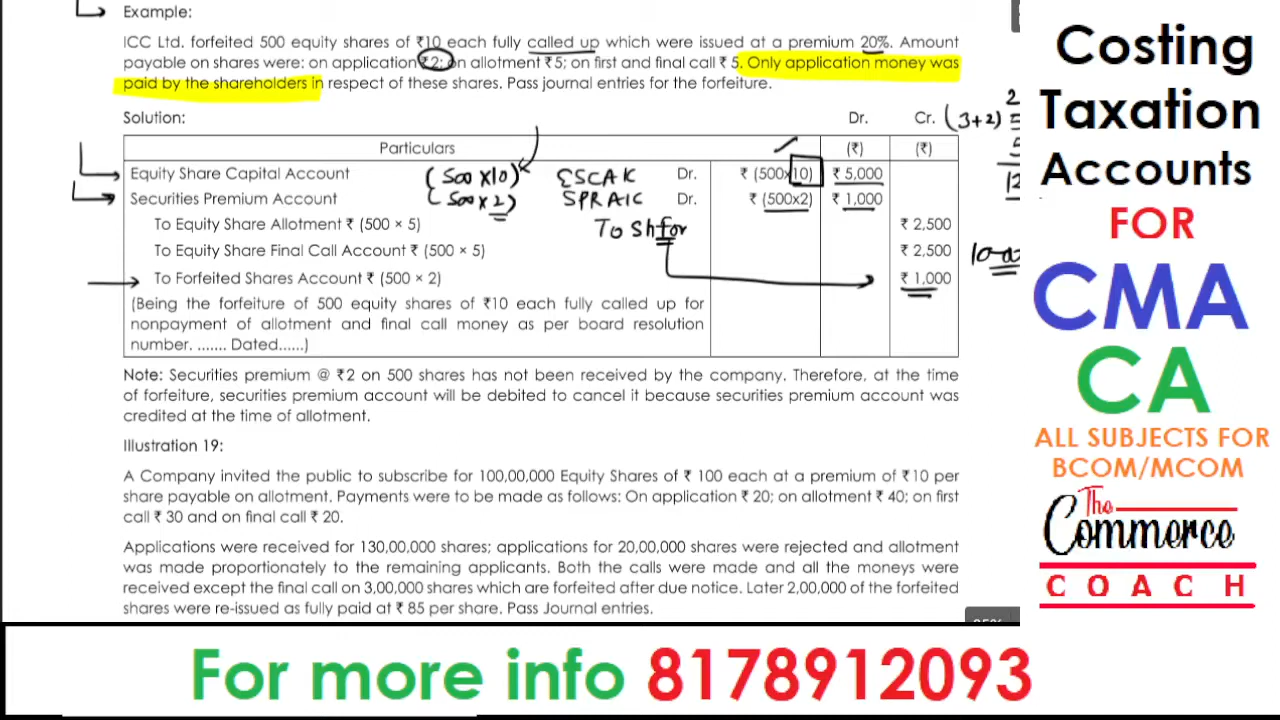 Example:
ICC Ltd. forfeited 500 equity shares of ₹10 each fully called up which were issued at a premium 20%. Amount
payable on shares were: on application ₹ 2; on allotment ₹ 5; on first and final call ₹ 5. Only application money was
paid by the shareholders in respect of these shares. Pass journal entries for the forfeiture.
Solution: Dr. Cr. (3+2)
Particulars (₹) (₹)
Equity Share Capital Account (500 x10) ESCAK Dr. ₹ (500x10) ₹ 5,000
Securities Premium Account (500 x 2) SPRAIC Dr. ₹ (500x2) ₹ 1,000
To Equity Share Allotment ₹ (500 × 5) To Shfor ₹ 2,500
To Equity Share Final Call Account ₹ (500 × 5) ₹ 2,500
To Forfeited Shares Account ₹ (500 × 2) ₹ 1,000
(Being the forfeiture of 500 equity shares of ₹10 each fully called up for
nonpayment of allotment and final call money as per board resolution
number. ....... Dated......)
Note: Securities premium @ ₹2 on 500 shares has not been received by the company. Therefore, at the time
of forfeiture, securities premium account will be debited to cancel it because securities premium account was
credited at the time of allotment.
Illustration 19:
A Company invited the public to subscribe for 100,00,000 Equity Shares of ₹ 100 each at a premium of ₹10 per
share payable on allotment. Payments were to be made as follows: On application ₹ 20; on allotment ₹ 40; on first
call ₹ 30 and on final call ₹ 20.
Applications were received for 130,00,000 shares; applications for 20,00,000 shares were rejected and allotment
was made proportionately to the remaining applicants. Both the calls were made and all the moneys were
received except the final call on 3,00,000 shares which are forfeited after due notice. Later 2,00,000 of the forfeited
shares were re-issued as fully paid at ₹ 85 per share. Pass Journal entries.
Costing
Taxation
Accounts
FOR
CMA
CA
ALL SUBJECTS FOR
BCOM/MCOM
The
Commerce
COACH
For more info 8178912093